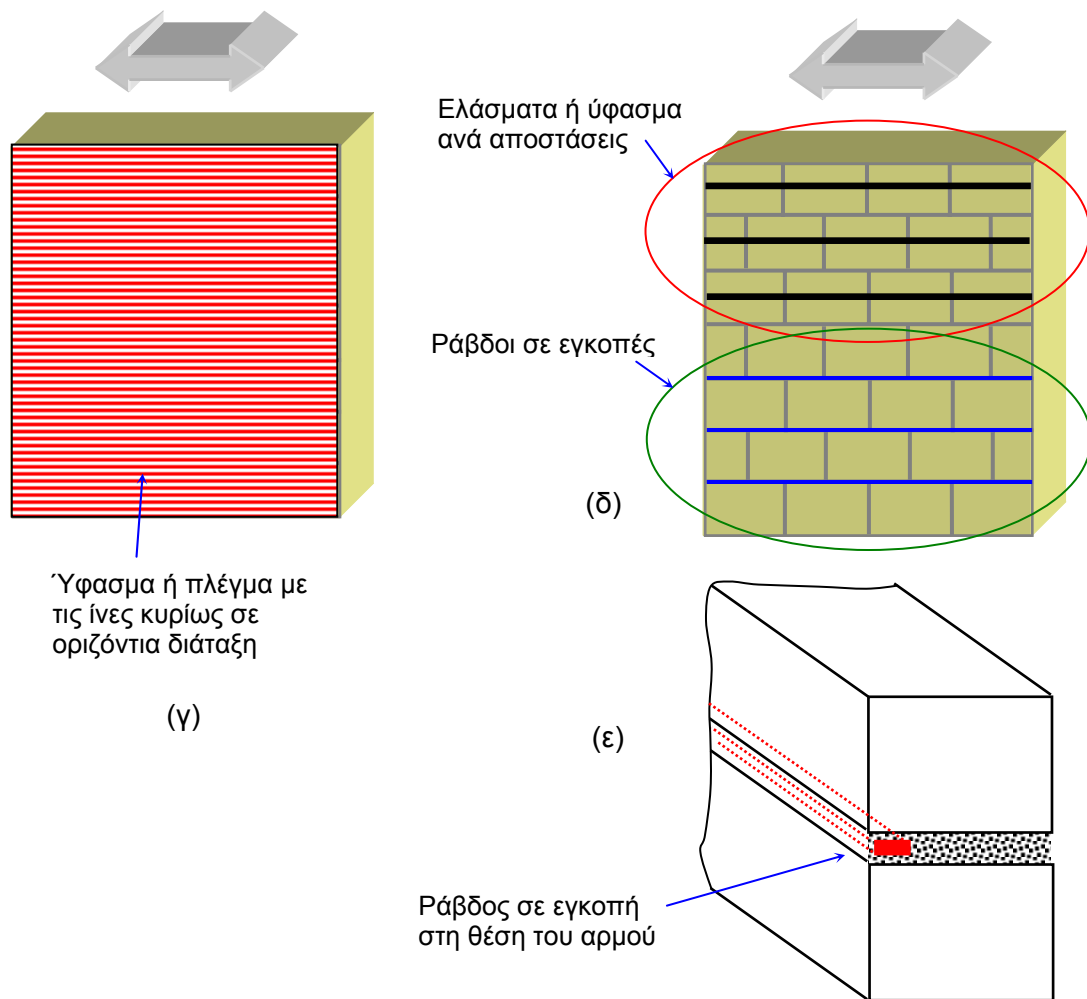 Ελάσματα ή ύφασμα
ανά αποστάσεις
Ράβδοι σε εγκοπές
(δ)
Ύφασμα ή πλέγμα με
τις ίνες κυρίως σε
οριζόντια διάταξη
(γ)
(ε)
Ράβδος σε εγκοπή
στη θέση του αρμού